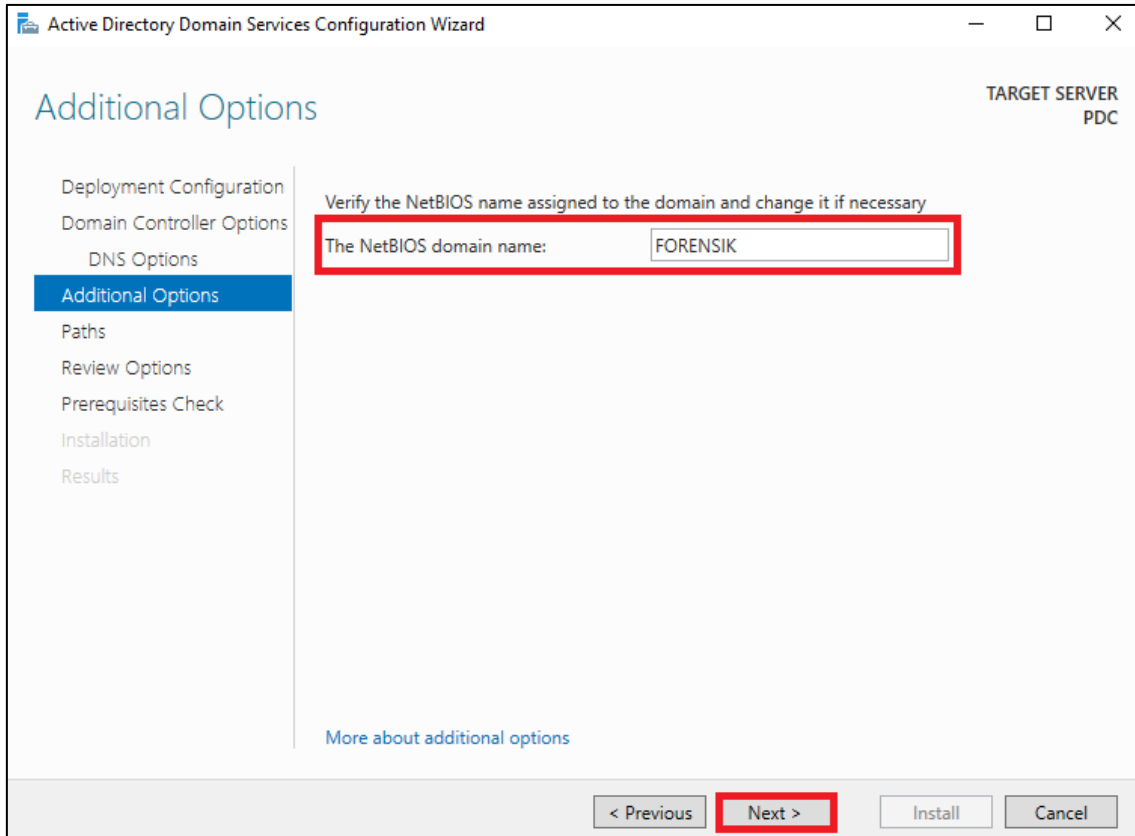 Active Directory Domain Services Configuration Wizard
Additional Options
TARGET SERVER
PDC
Deployment Configuration
Domain Controller Options
DNS Options
Additional Options
Paths
Review Options
Prerequisites Check
Installation
Results
Verify the NetBIOS name assigned to the domain and change it if necessary
The NetBIOS domain name: FORENSIK
More about additional options
< Previous Next > Install Cancel